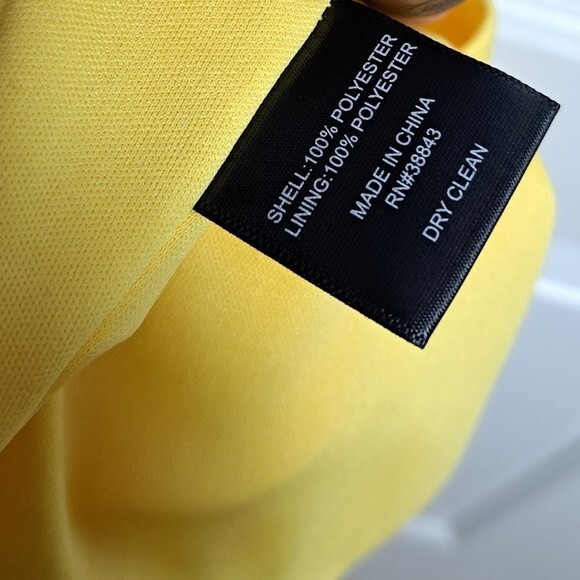 SHELL:100% POLYESTER
LINING:100% POLYESTER
MADE IN CHINA
RN#38843
DRY CLEAN